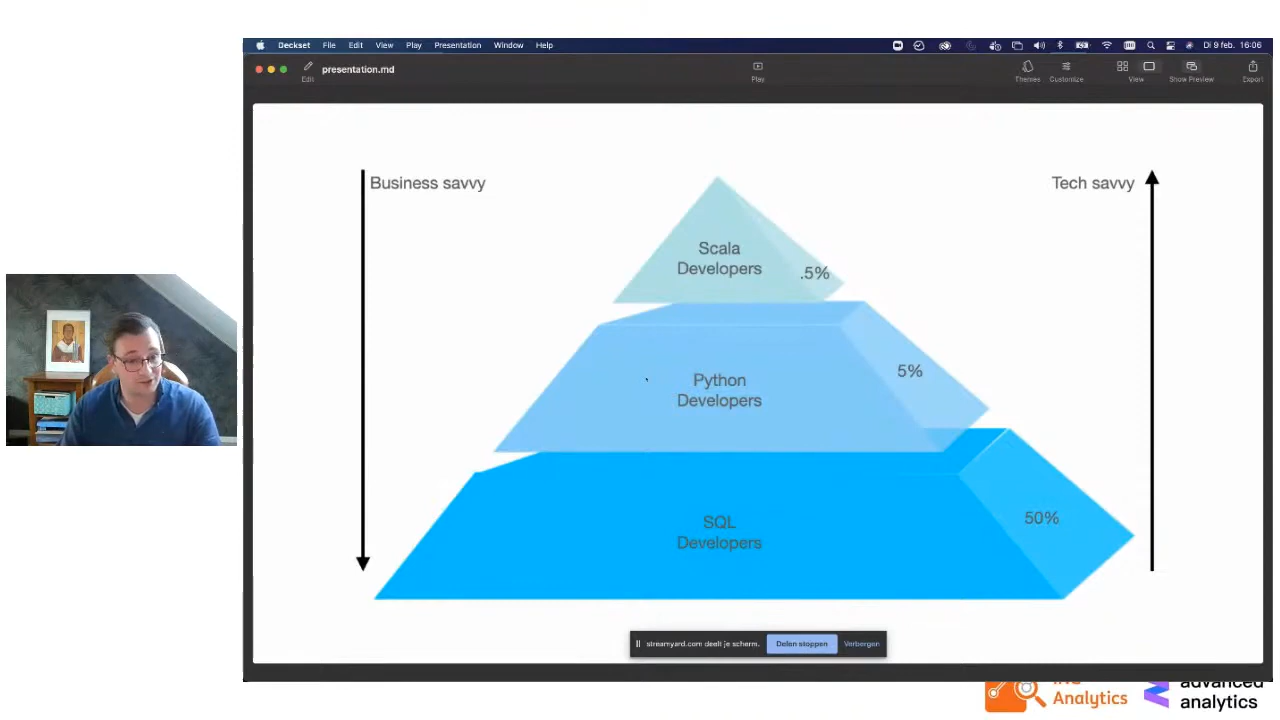 Deckset File Edit View Play Presentation Window Help
Di 9 feb. 16:06
presentation.md
Edit
Play
Themes
Customize
View
Show Preview
Export
Business savvy
Tech savvy
Scala
Developers
.5%
Python
Developers
5%
SQL
Developers
50%
streamyard.com deelt je scherm.
Delen stoppen
Verbergen
Analytics
advanced
analytics